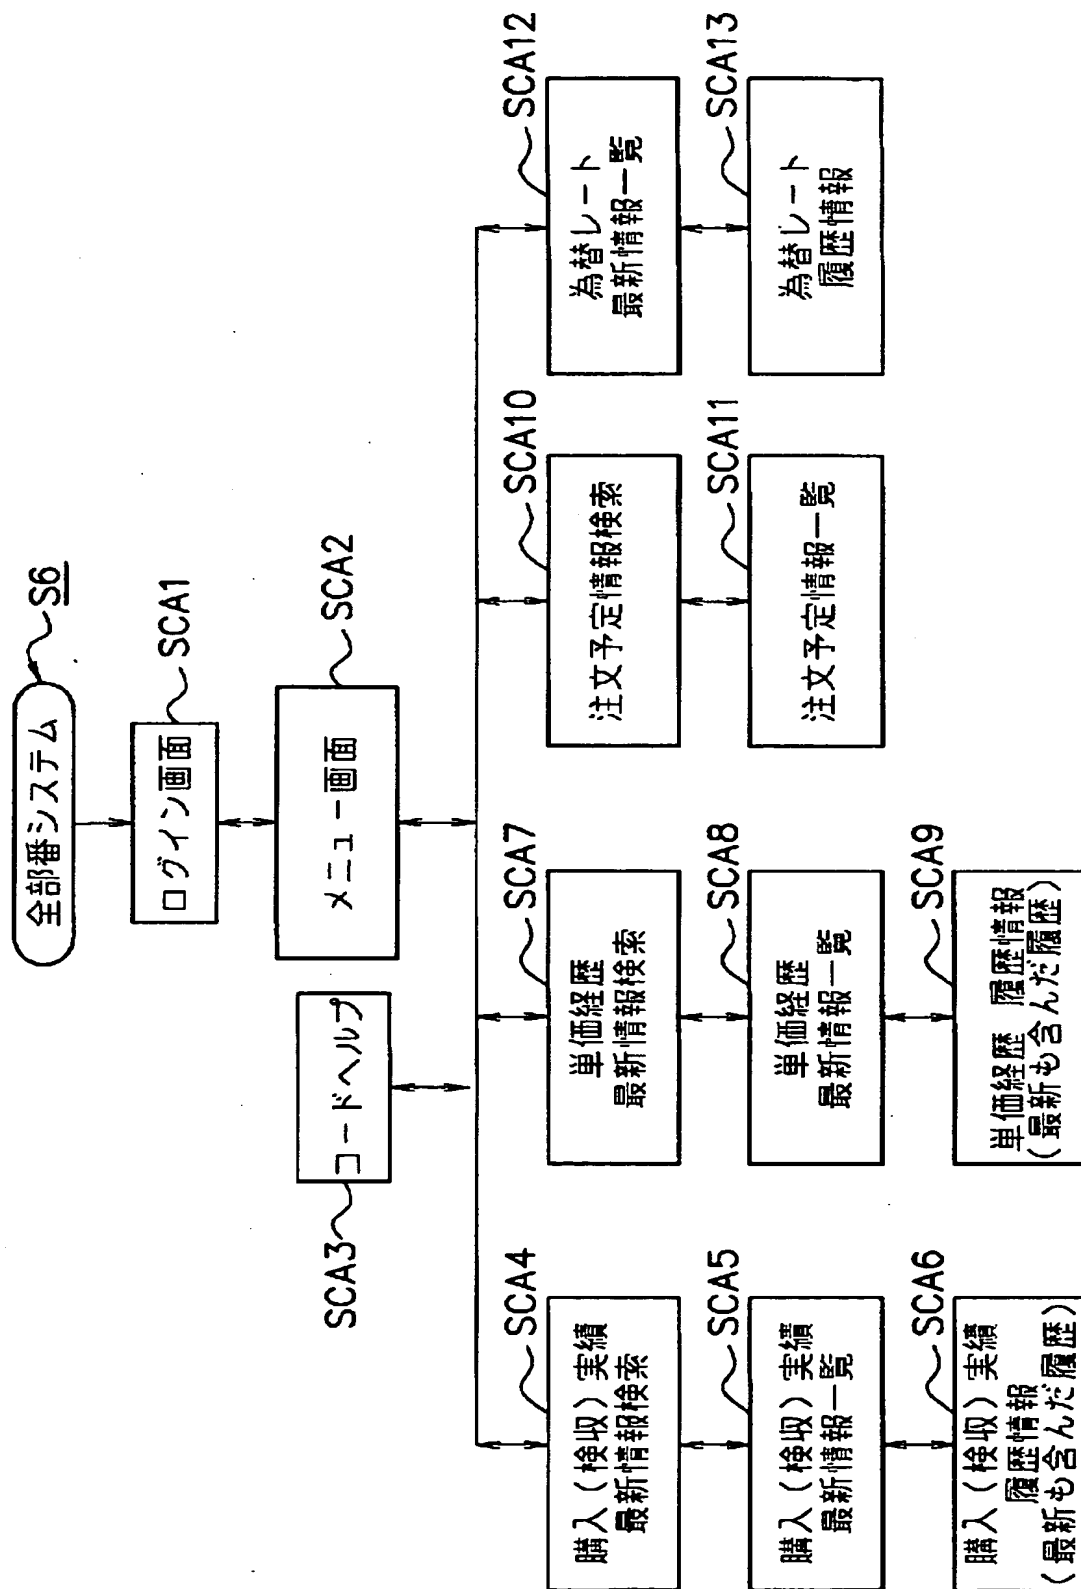 全部番システム
S6
ログイン画面
SCA1
メニュー画面
SCA2
コードヘルプ
SCA3
購入(検収)実績
最新情報検索
SCA4
購入(検収)実績
最新情報一覧
SCA5
購入(検収)実績
履歴情報
(最新も含んだ履歴)
SCA6
単価経歴
最新情報検索
SCA7
単価経歴
最新情報一覧
SCA8
単価経歴 履歴情報
(最新も含んだ履歴)
SCA9
注文予定情報検索
SCA10
注文予定情報一覧
SCA11
為替レート
最新情報一覧
SCA12
為替レート
履歴情報
SCA13